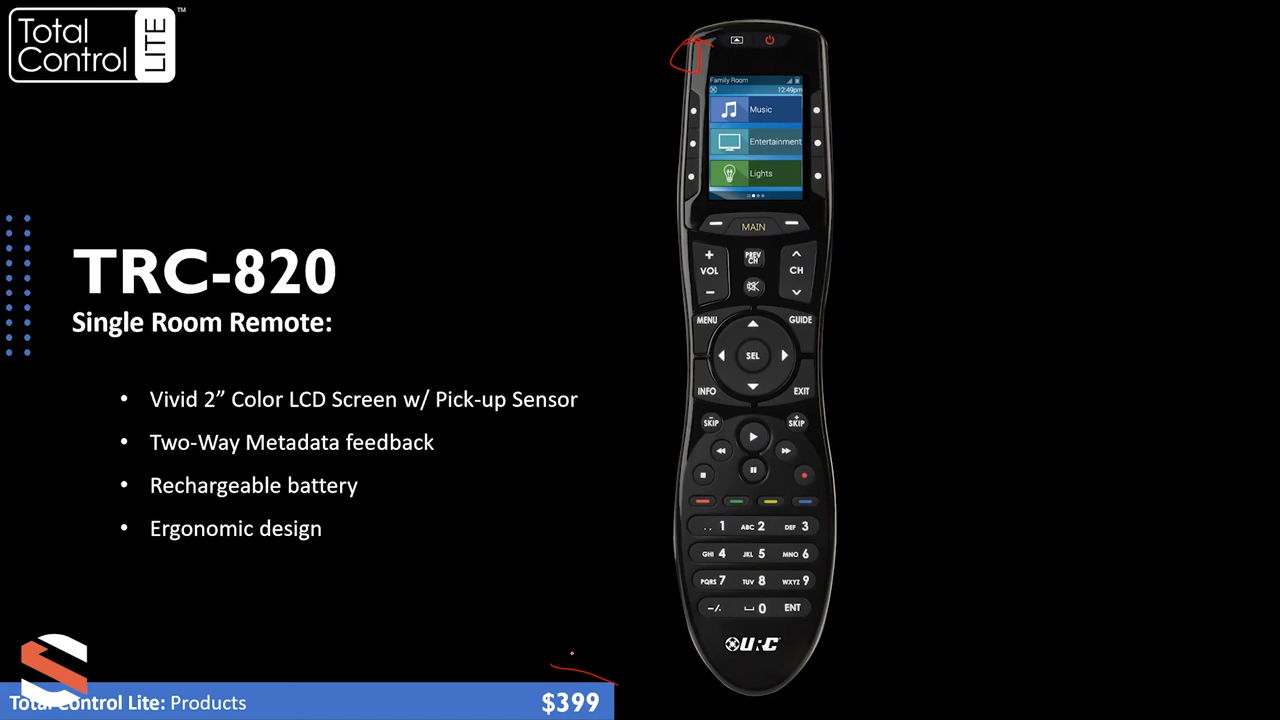 Total
Control
LITE
TM
TRC-820
Single Room Remote:
• Vivid 2” Color LCD Screen w/ Pick-up Sensor
• Two-Way Metadata feedback
• Rechargeable battery
• Ergonomic design
Total Control Lite: Products
$399
Family Room
12:49pm
Music
Entertainment
Lights
MAIN
+ VOL -
PREV CH
CH
MENU
GUIDE
SEL
INFO
EXIT
- SKIP
+ SKIP
. , 1 ABC 2 DEF 3
GHI 4 JKL 5 MNO 6
PQRS 7 TUV 8 WXYZ 9
-/. 0 ENT
URC